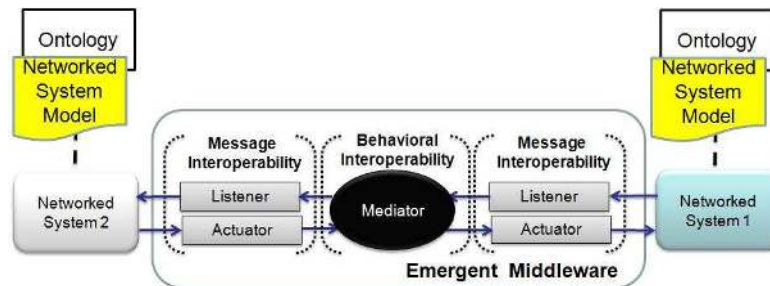 Ontology
Networked
System
Model
Ontology
Networked
System
Model
Message
Interoperability
Behavioral
Interoperability
Message
Interoperability
Networked
System 2
Listener
Actuator
Mediator
Listener
Actuator
Networked
System 1
Emergent Middleware